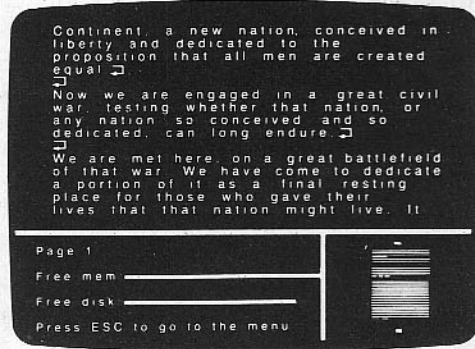 Continent, a new nation, conceived in
liberty and dedicated to the
proposition that all men are created
equal.
Now we are engaged in a great civil
war, testing whether that nation, or
any nation so conceived and so
dedicated, can long endure.
We are met here, on a great battlefield
of that war. We have come to dedicate
a portion of it as a final resting
place for those who gave their
lives that that nation might live. It
Page 1
Free mem
Free disk
Press ESC to go to the menu